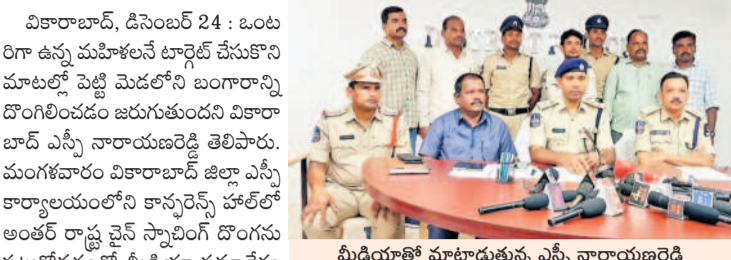 వికారాబాద్, డిసెంబర్ 24 : ఒంట
రిగా ఉన్న మహిళలనే టార్గెట్ చేసుకొని
మాటల్లో పెట్టి మెడలోని బంగారాన్ని
దొంగిలించడం జరుగుతుందని వికారా
బాద్ ఎస్పీ నారాయణరెడ్డి తెలిపారు.
మంగళవారం వికారాబాద్ జిల్లా ఎస్పీ
కార్యాలయంలోని కాన్ఫరెన్స్ హాల్‌లో
అంతర్ రాష్ట్ర చైన్ స్నాచింగ్ దొంగను
మీడియాతో మాటాడుతున్న ఎస్పీ నారాయణరెడ్డి